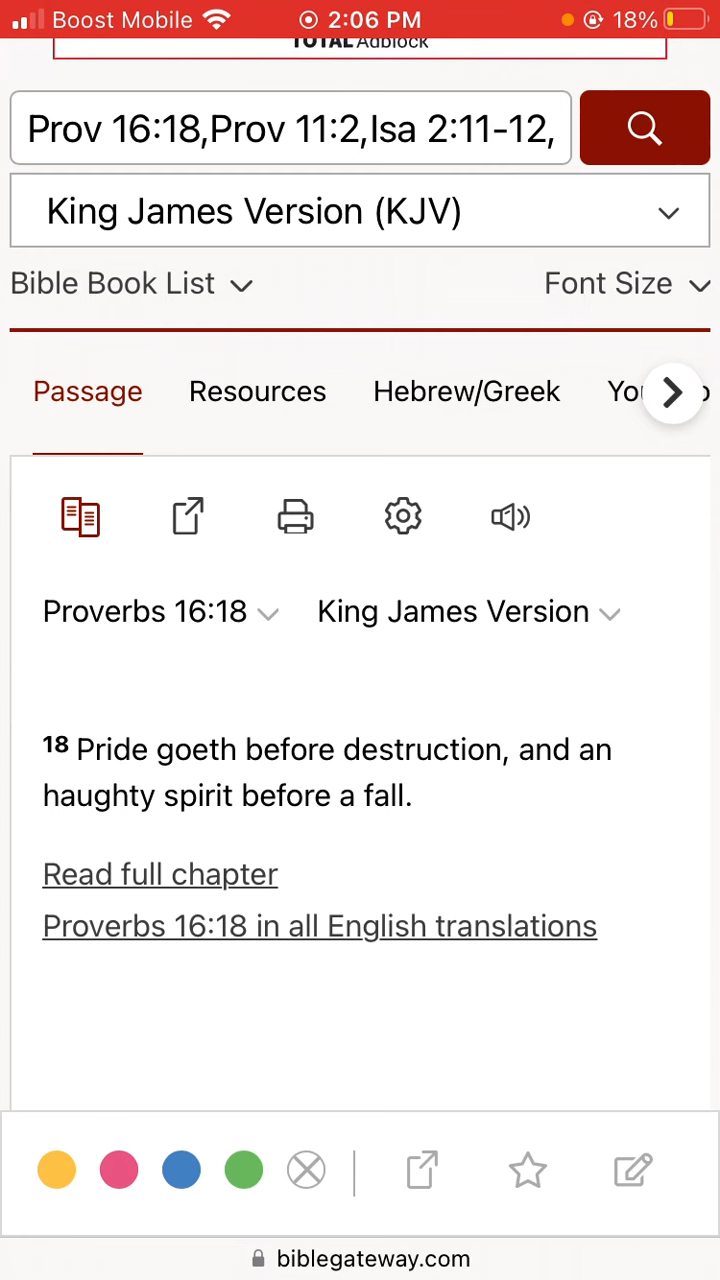 Boost Mobile 2:06 PM 18%
TOTAL Adblock
Prov 16:18,Prov 11:2,Isa 2:11-12,
King James Version (KJV)
Bible Book List Font Size
Passage Resources Hebrew/Greek
Proverbs 16:18 King James Version
18 Pride goeth before destruction, and an
haughty spirit before a fall.
Read full chapter
Proverbs 16:18 in all English translations
biblegateway.com